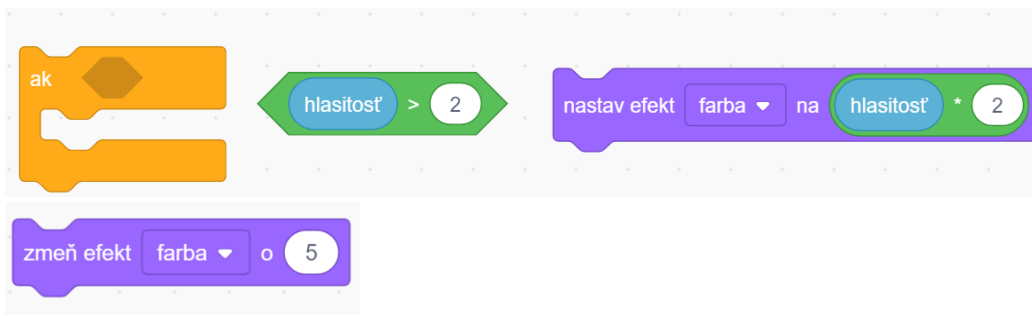 ak
hlasitosť > 2
nastav efekt farba na hlasitosť * 2
zmeň efekt farba o 5